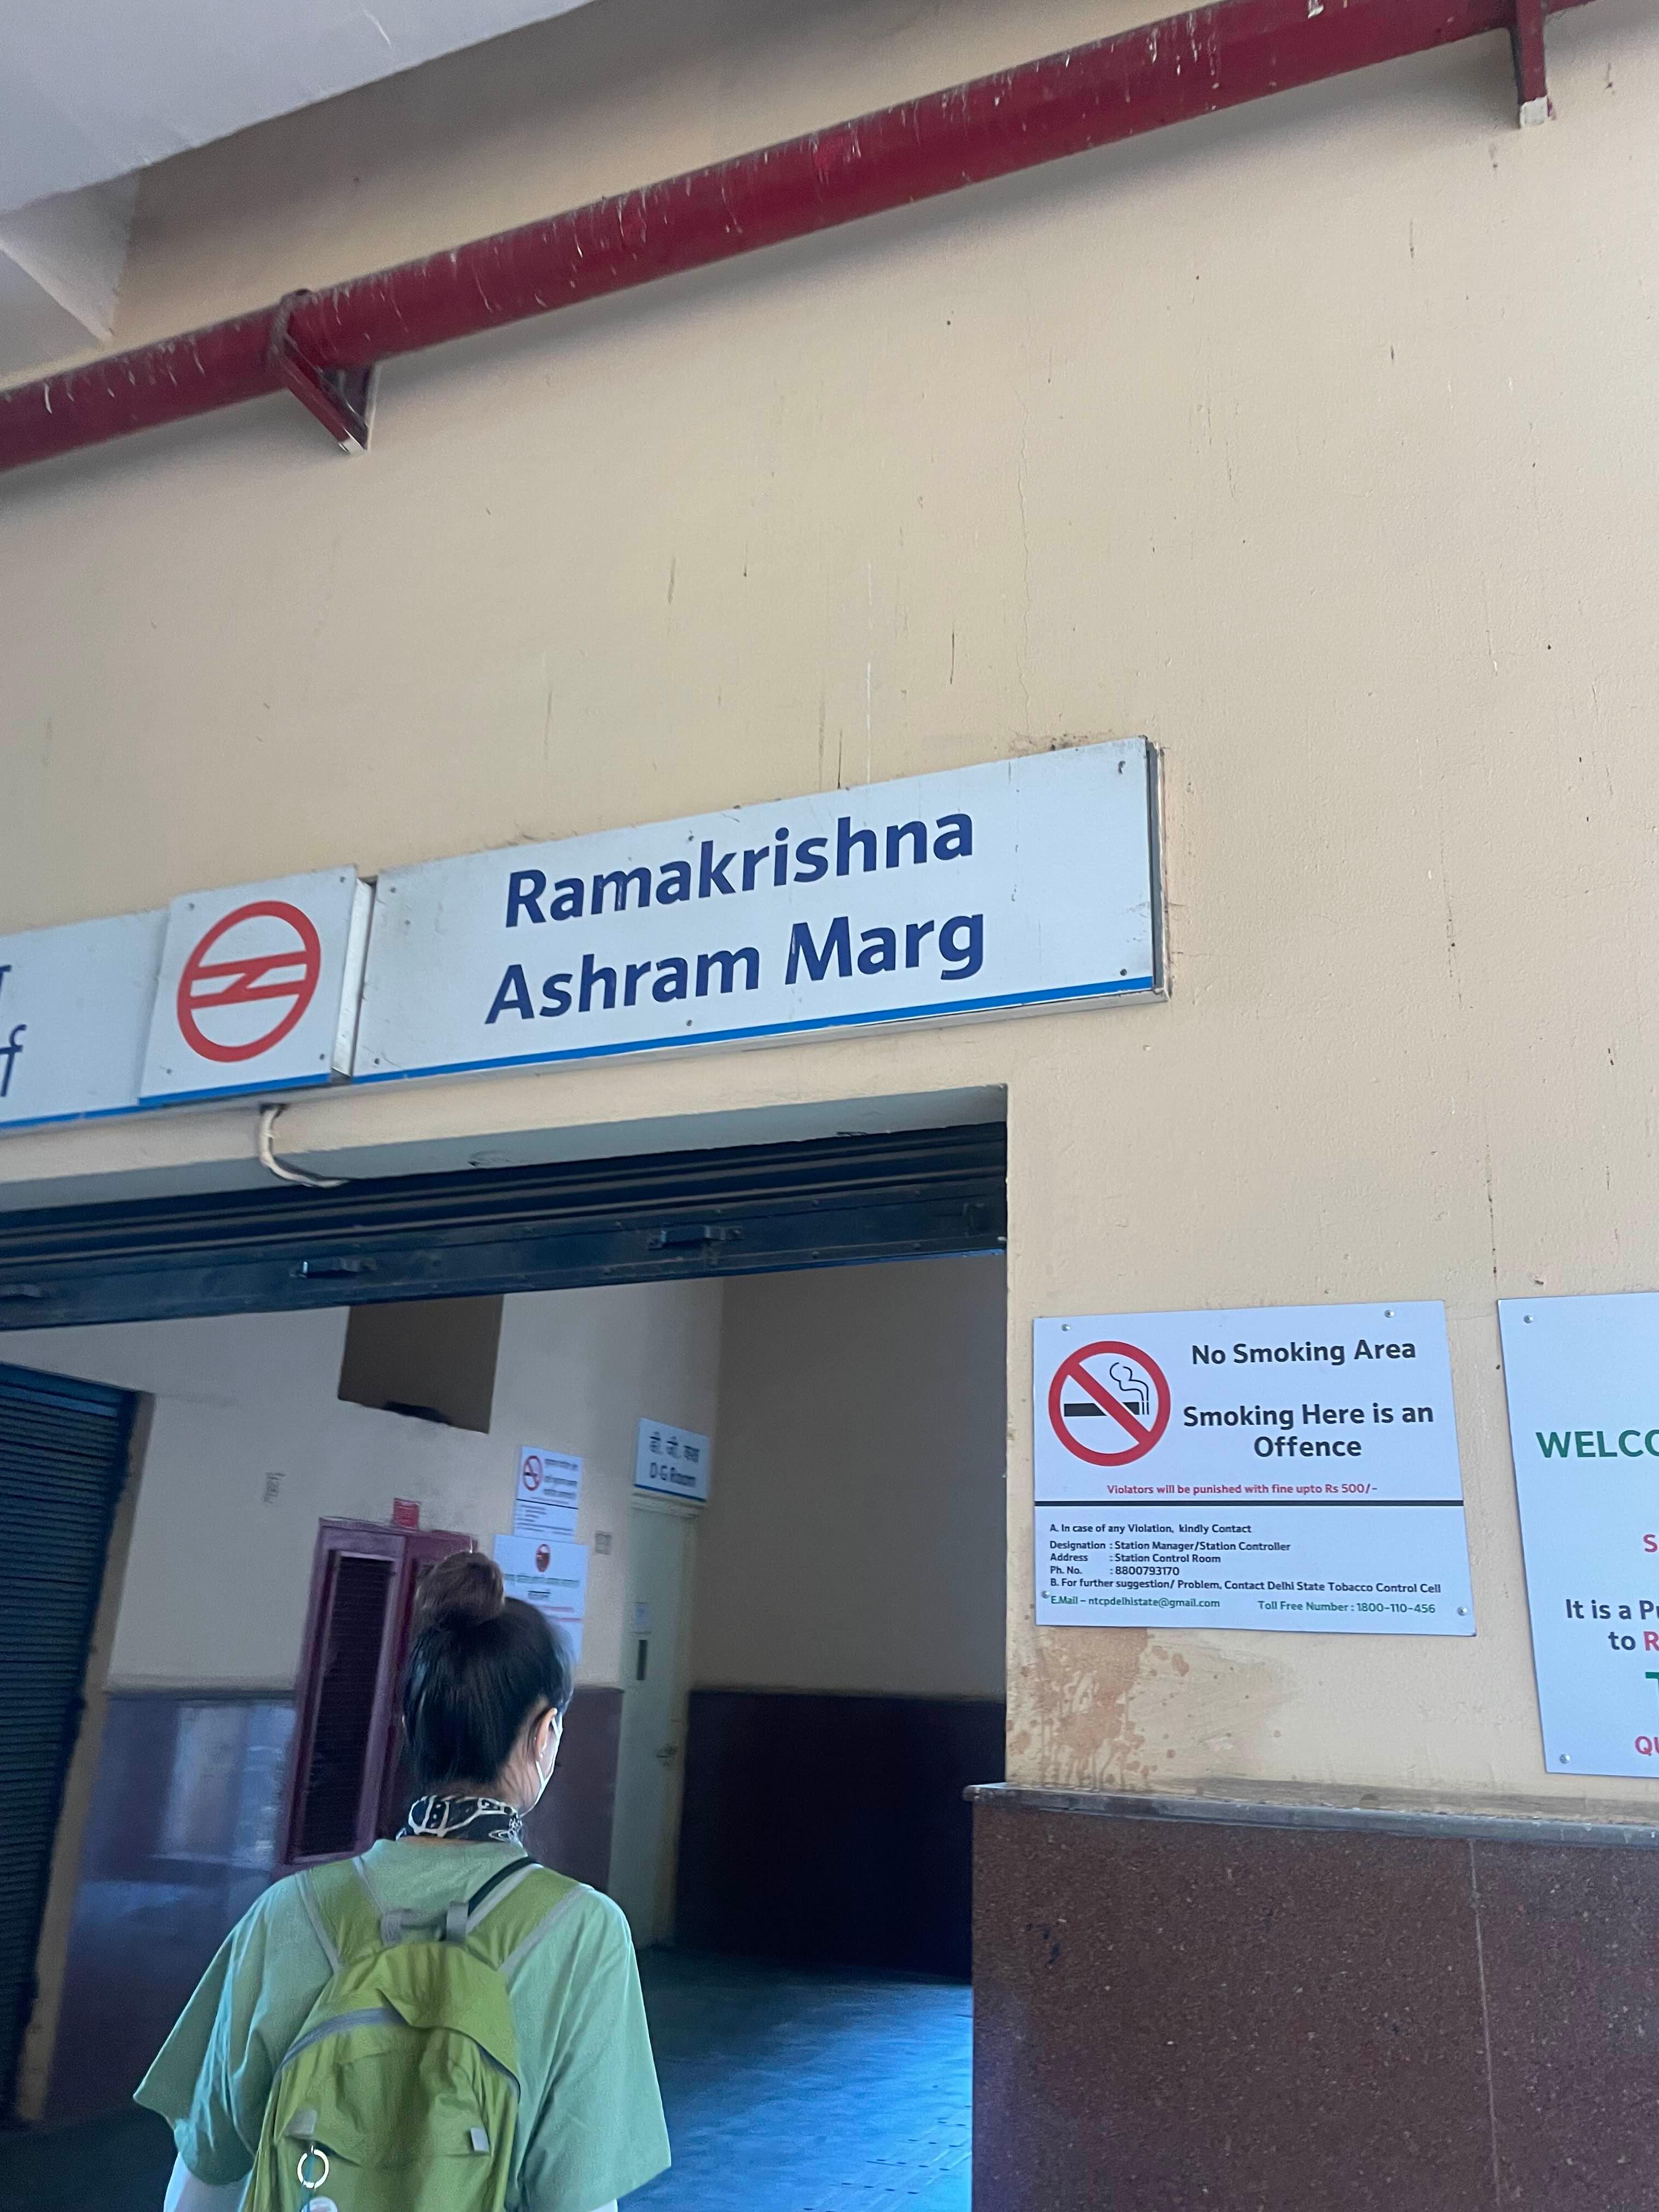 Ramakrishna
Ashram Marg
डी. जी. कक्ष
D G Room
No Smoking Area
Smoking Here is an
Offence
Violators will be punished with fine upto Rs 500/-
A. In case of any Violation, kindly Contact
Designation : Station Manager/Station Controller
Address : Station Control Room
Ph. No. : 8800793170
B. For further suggestion/ Problem, Contact Delhi State Tobacco Control Cell
E.Mail – ntcpdelhistate@gmail.com Toll Free Number : 1800-110-456
It is a
to